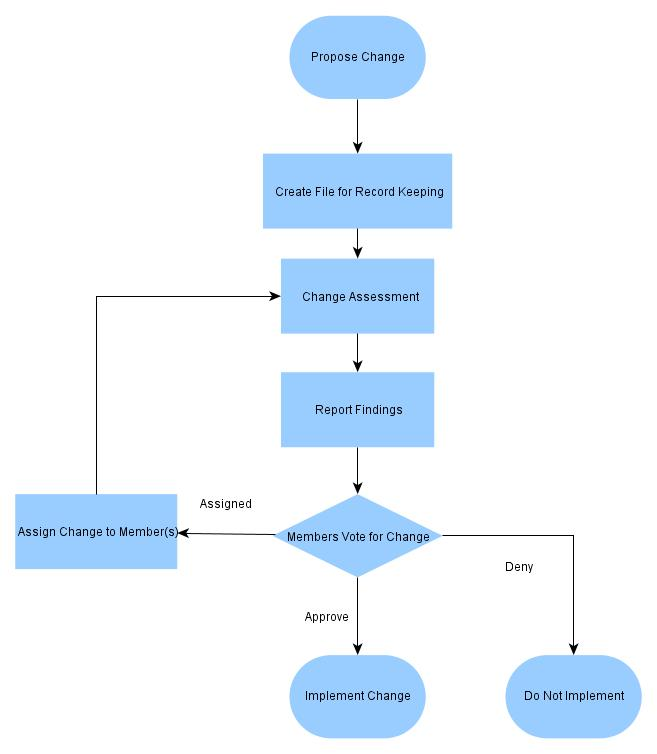 Propose Change
Create File for Record Keeping
Change Assessment
Report Findings
Assigned
Assign Change to Member(s)
Members Vote for Change
Deny
Approve
Implement Change
Do Not Implement